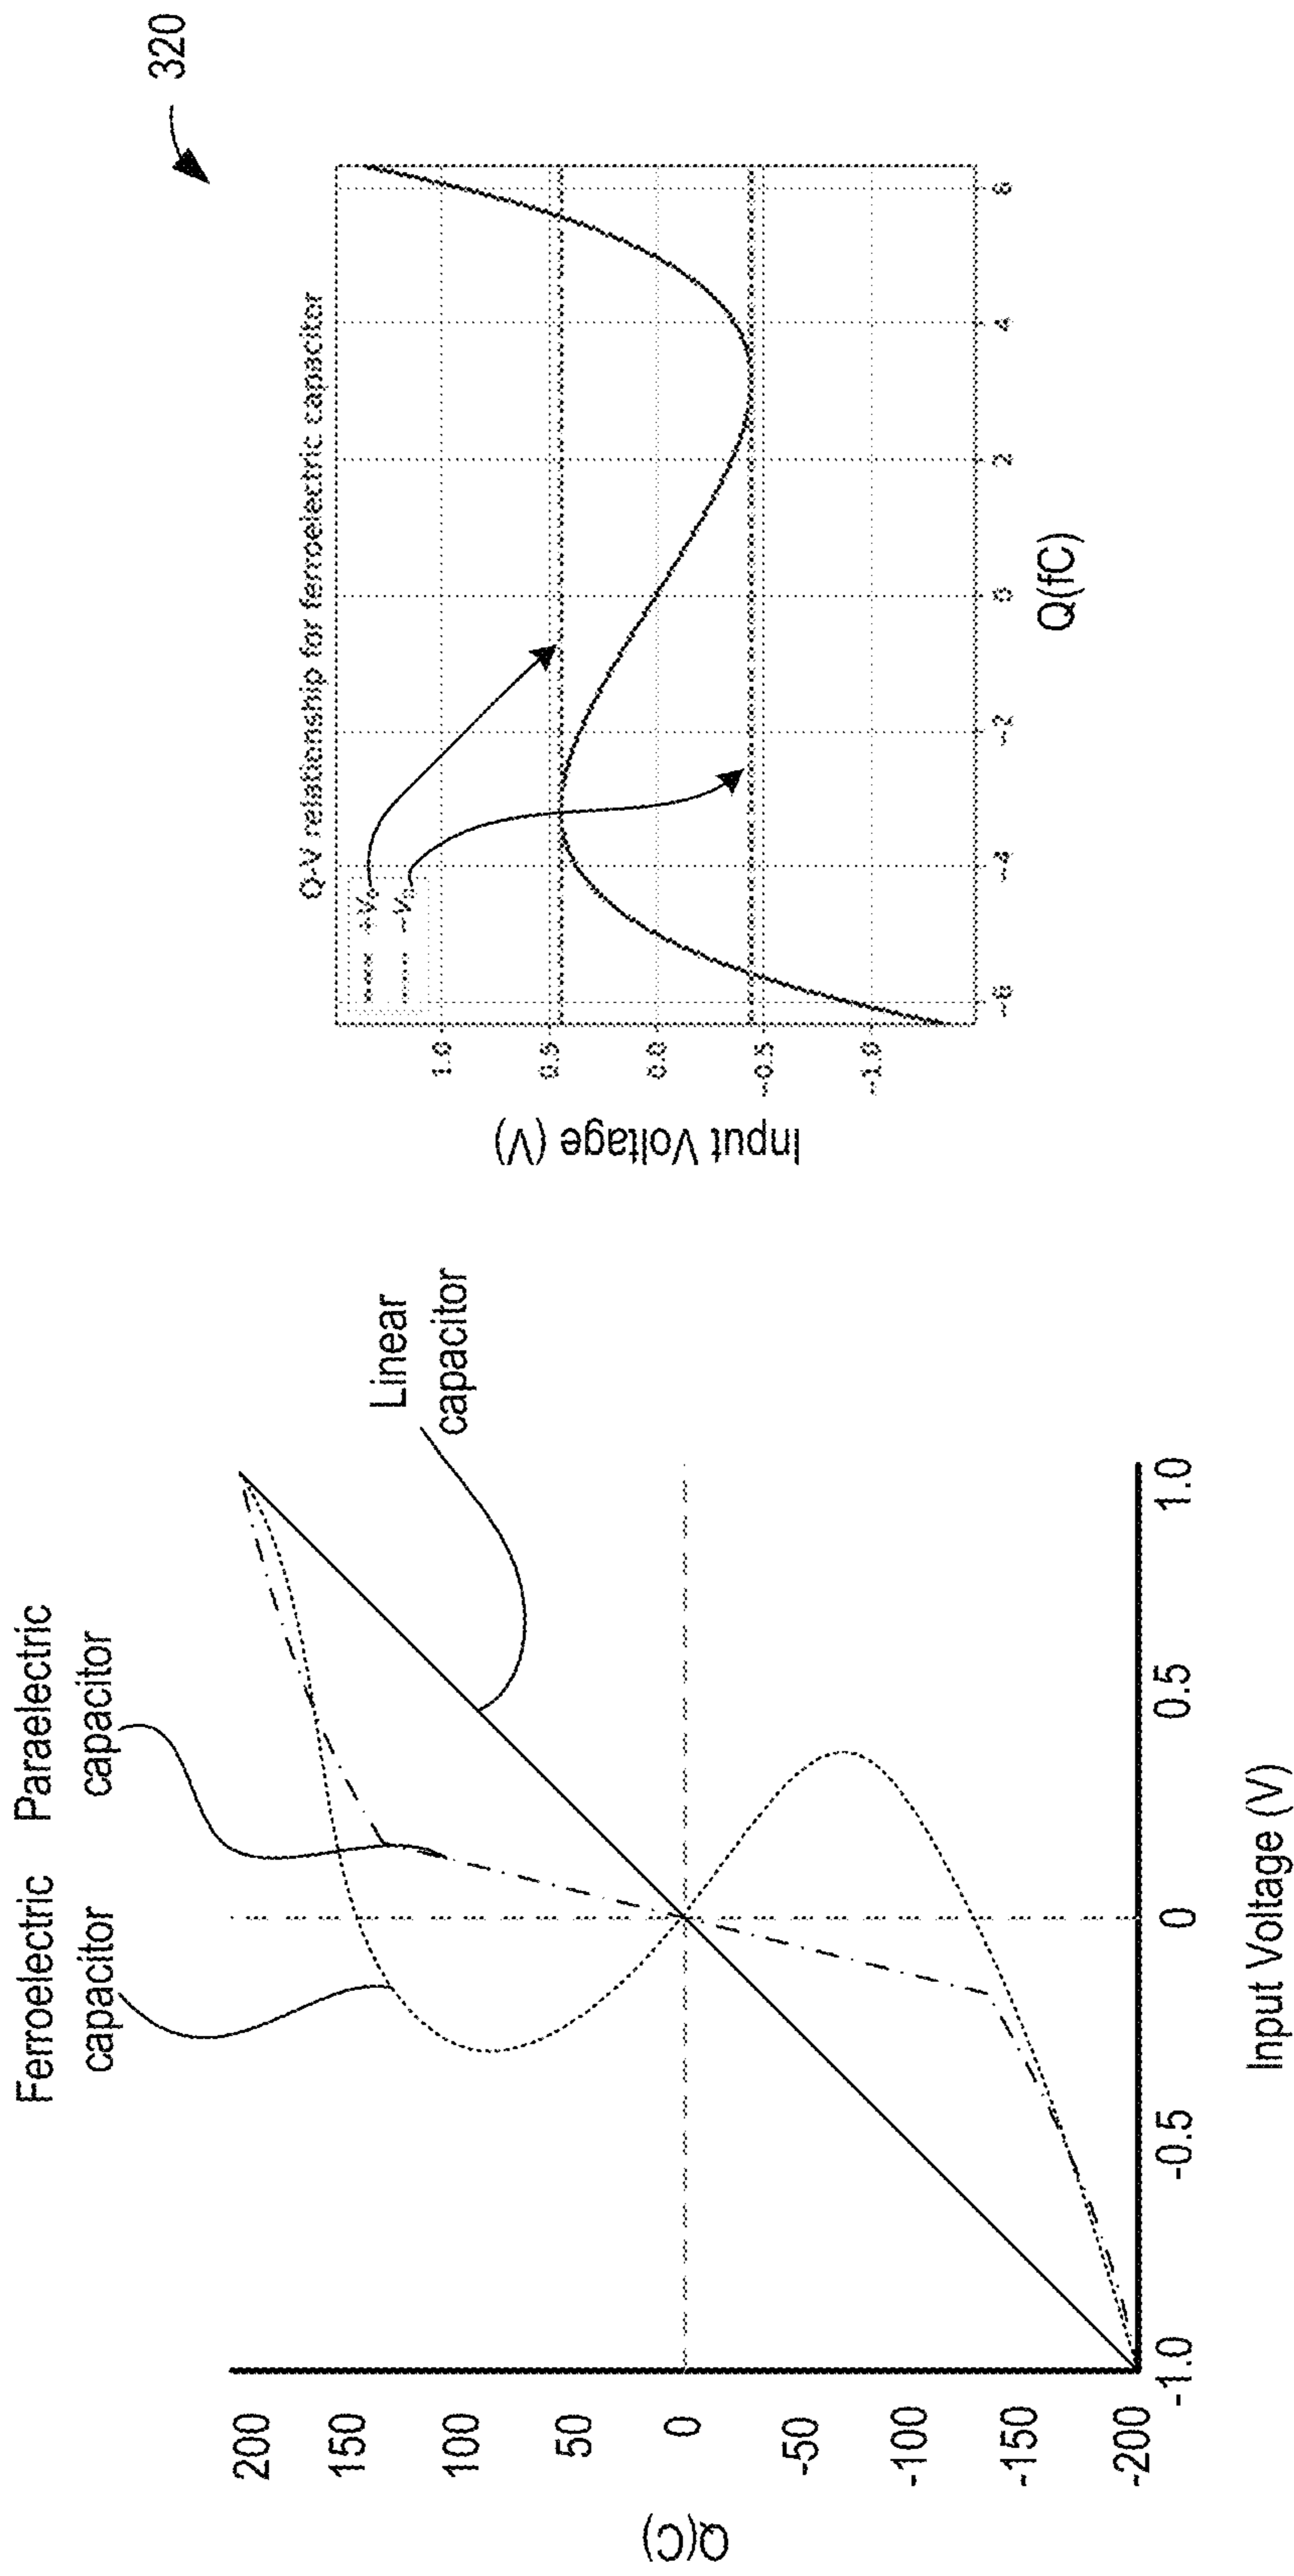 320
Ferroelectric
capacitor
Paraelectric
capacitor
Linear
capacitor
Q(C)
200
150
100
50
0
-50
-100
-150
-200
-1.0
-0.5
0
0.5
1.0
Input Voltage (V)
Q-V relationship for ferroelectric capacitor
+V₀
-V₀
Input Voltage (V)
1.0
0.5
0.0
-0.5
-1.0
-6
-4
-2
0
2
4
6
Q(fC)